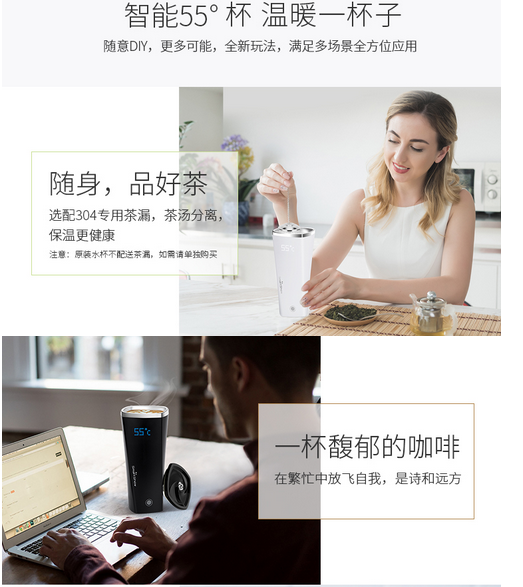 智能55° 杯 温暖一杯子
随意DIY，更多可能，全新玩法，满足多场景全方位应用
随身，品好茶
选配304专用茶漏，茶汤分离，
保温更健康
注意：原装水杯不配送茶漏，如需请单独购买
55°c
55°c
一杯馥郁的咖啡
在繁忙中放飞自我，是诗和远方